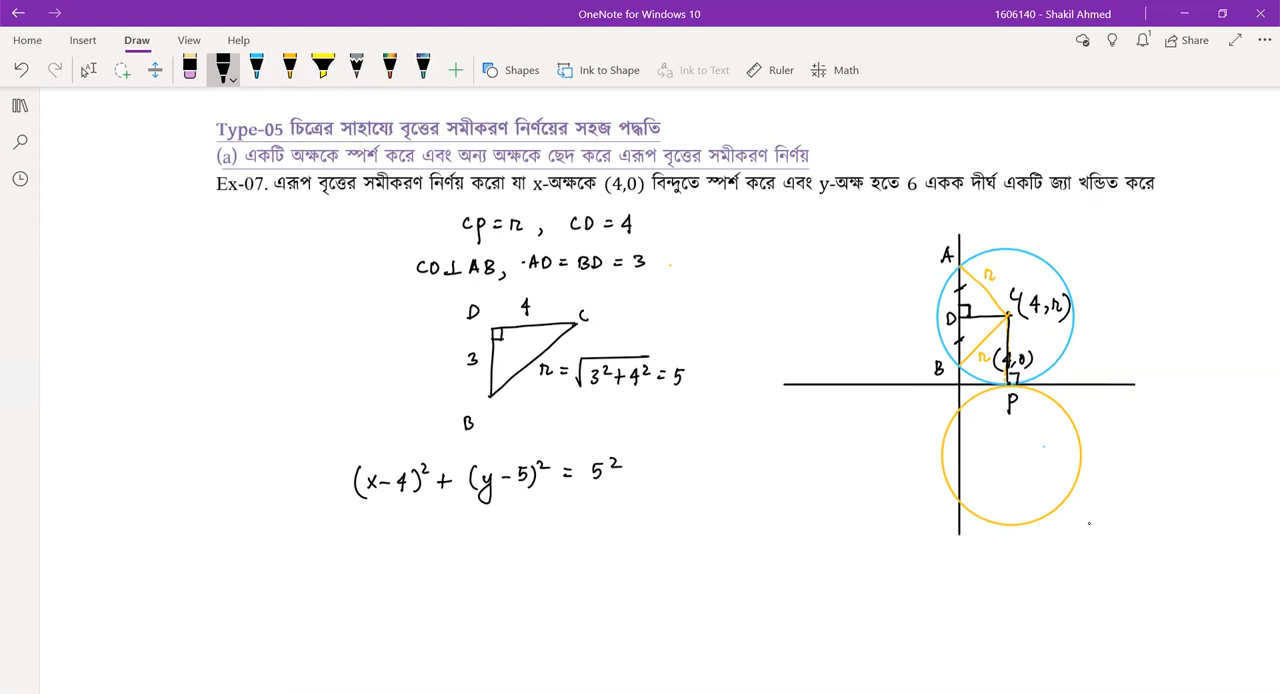 OneNote for Windows 10
1606140 - Shakil Ahmed
Home Insert Draw View Help
Share
Shapes Ink to Shape Ink to Text Ruler Math
Type-05 চিত্রের সাহায্যে বৃত্তের সমীকরণ নির্ণয়ের সহজ পদ্ধতি
(a) একটি অক্ষকে স্পর্শ করে এবং অন্য অক্ষকে ছেদ করে এরূপ বৃত্তের সমীকরণ নির্ণয়
Ex-07. এরূপ বৃত্তের সমীকরণ নির্ণয় করো যা x-অক্ষকে (4,0) বিন্দুতে স্পর্শ করে এবং y-অক্ষ হতে 6 একক দীর্ঘ একটি জ্যা খন্ডিত করে
CP = r , CD = 4
CD⊥AB, AD = BD = 3
D 4 C
3
r = √3²+4² = 5
B
(x-4)² + (y-5)² = 5²
A
r
C(4,r)
D
r (4,0)
B
P